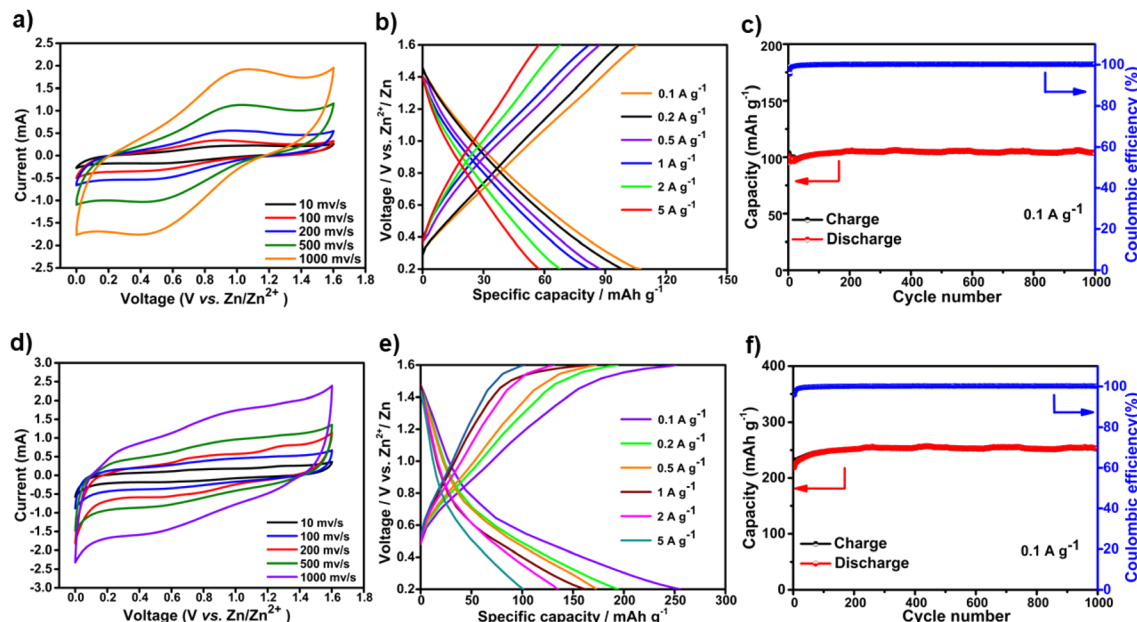 a)
2.5
2.0
1.5
1.0
0.5
0.0
-0.5
-1.0
-1.5
-2.0
-2.5
Current (mA)
10 mv/s
100 mv/s
200 mv/s
500 mv/s
1000 mv/s
0.0 0.2 0.4 0.6 0.8 1.0 1.2 1.4 1.6 1.8
Voltage (V vs. Zn/Zn²⁺ )
b)
1.6
1.4
1.2
1.0
0.8
0.6
0.4
0.2
Voltage / V vs. Zn²⁺/ Zn
0.1 A g⁻¹
0.2 A g⁻¹
0.5 A g⁻¹
1 A g⁻¹
2 A g⁻¹
5 A g⁻¹
0 30 60 90 120 150
Specific capacity / mAh g⁻¹
c)
200
150
100
50
0
Capacity (mAh g⁻¹)
Charge
Discharge
0.1 A g⁻¹
100
80
60
40
20
0
Coulombic efficiency (%)
0 200 400 600 800 1000
Cycle number
d)
3.0
2.5
2.0
1.5
1.0
0.5
0.0
-0.5
-1.0
-1.5
-2.0
-2.5
-3.0
Current (mA)
10 mv/s
100 mv/s
200 mv/s
500 mv/s
1000 mv/s
0.0 0.2 0.4 0.6 0.8 1.0 1.2 1.4 1.6 1.8
Voltage (V vs. Zn/Zn²⁺ )
e)
1.6
1.4
1.2
1.0
0.8
0.6
0.4
0.2
Voltage / V vs. Zn²⁺/ Zn
0.1 A g⁻¹
0.2 A g⁻¹
0.5 A g⁻¹
1 A g⁻¹
2 A g⁻¹
5 A g⁻¹
0 50 100 150 200 250 300
Specific capacity / mAh g⁻¹
f)
400
350
300
250
200
150
100
50
0
Capacity (mAh g⁻¹)
Charge
Discharge
0.1 A g⁻¹
100
80
60
40
20
0
Coulombic efficiency(%)
0 200 400 600 800 1000
Cycle number